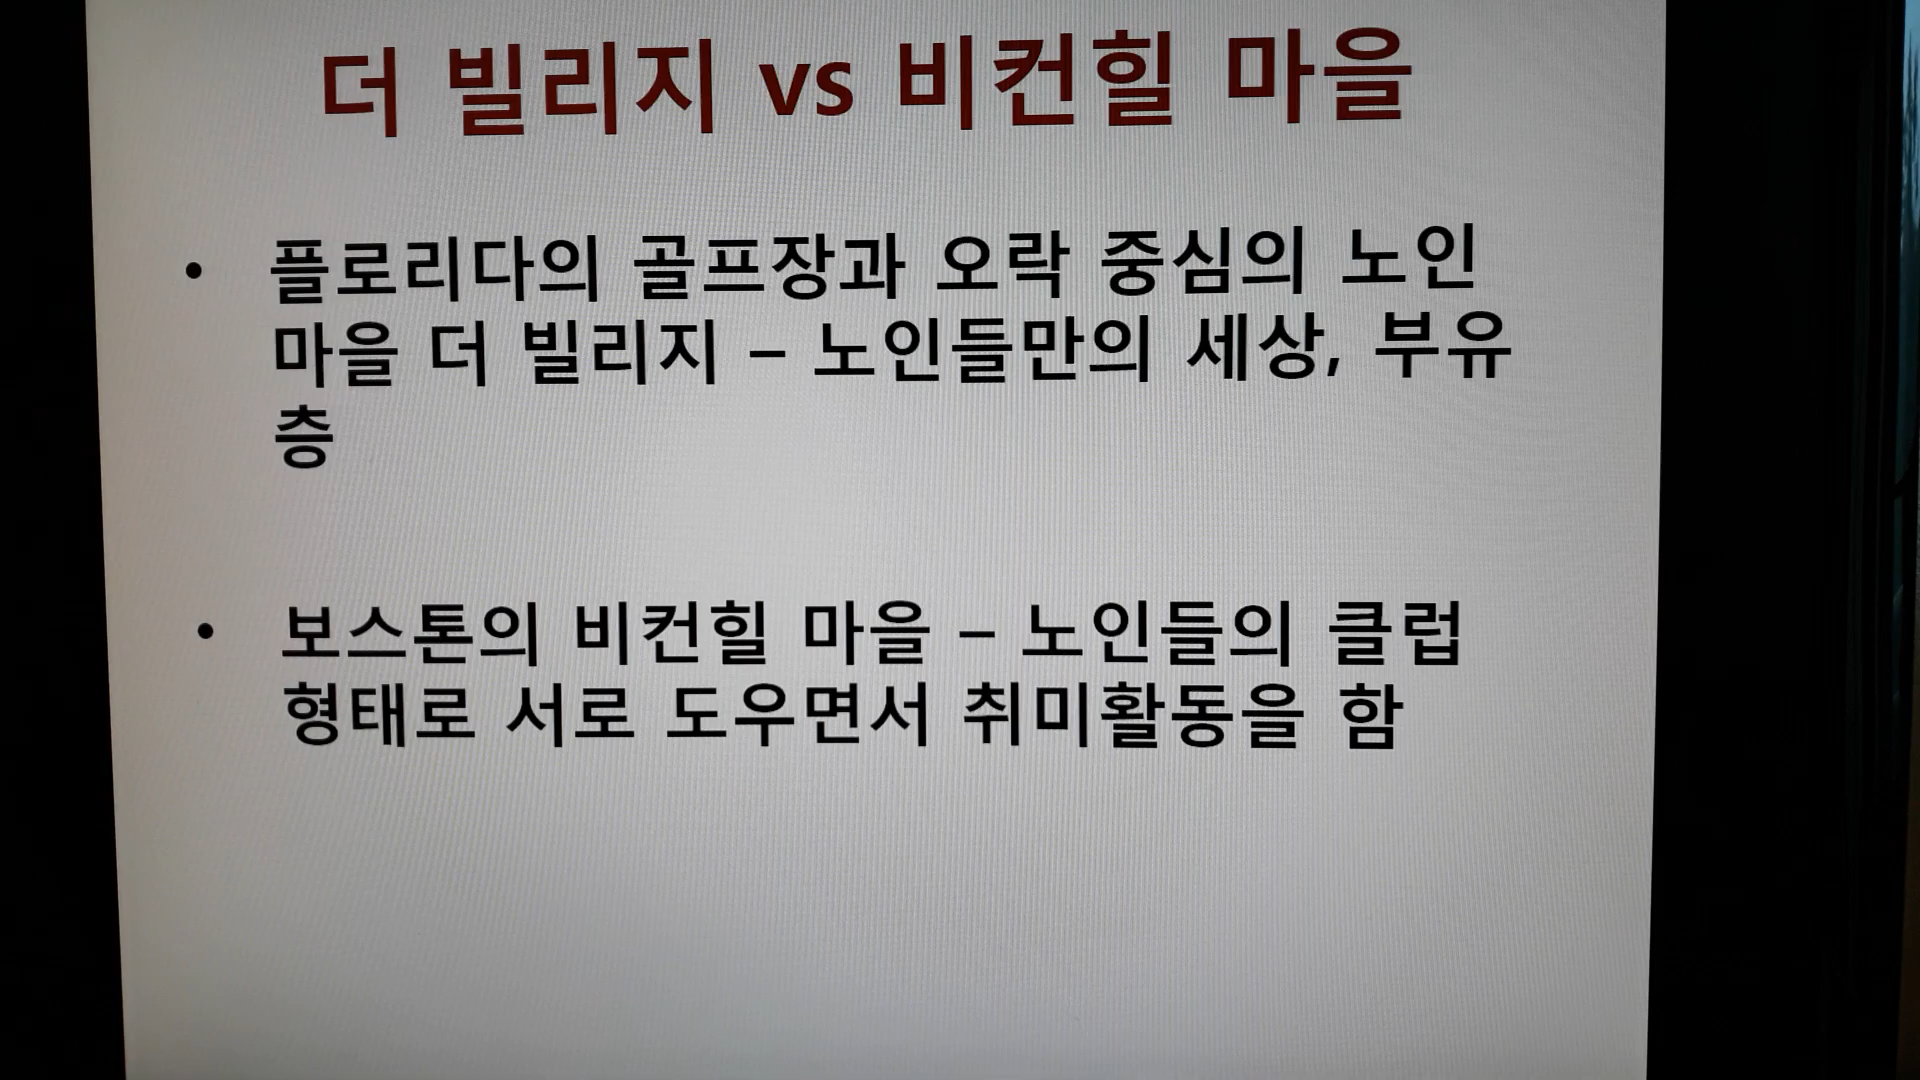 더 빌리지 vs 비컨힐 마을
• 플로리다의 골프장과 오락 중심의 노인
마을 더 빌리지 – 노인들만의 세상, 부유
층
• 보스톤의 비컨힐 마을 – 노인들의 클럽
형태로 서로 도우면서 취미활동을 함